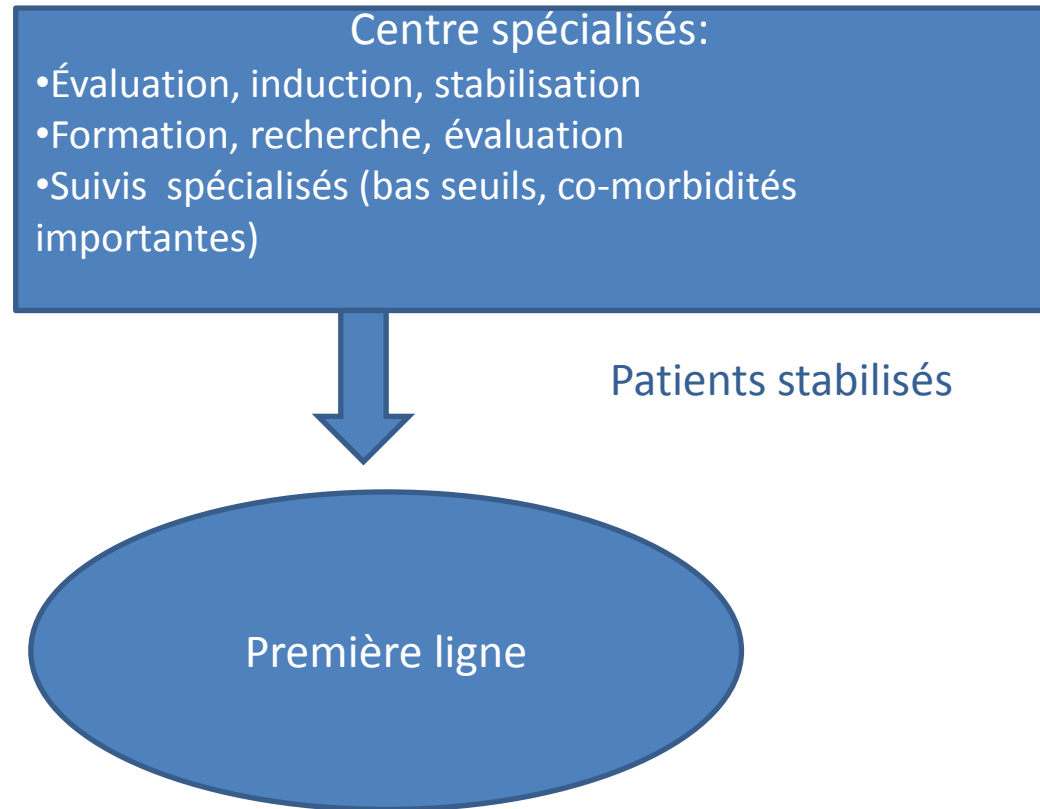 Centre spécialisés:
•Évaluation, induction, stabilisation
•Formation, recherche, évaluation
•Suivis  spécialisés (bas seuils, co-morbidités
importantes)
Patients stabilisés
Première ligne